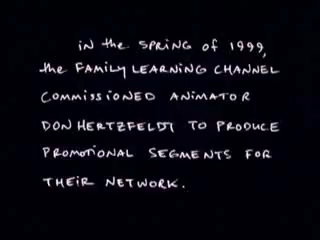 in the SPRING of 1999,
the FAMILY LEARNING CHANNEL
COMMISSIONED ANIMATOR
DON HERTZFELDT TO PRODUCE
PROMOTIONAL SEGMENTS FOR
THEIR NETWORK.